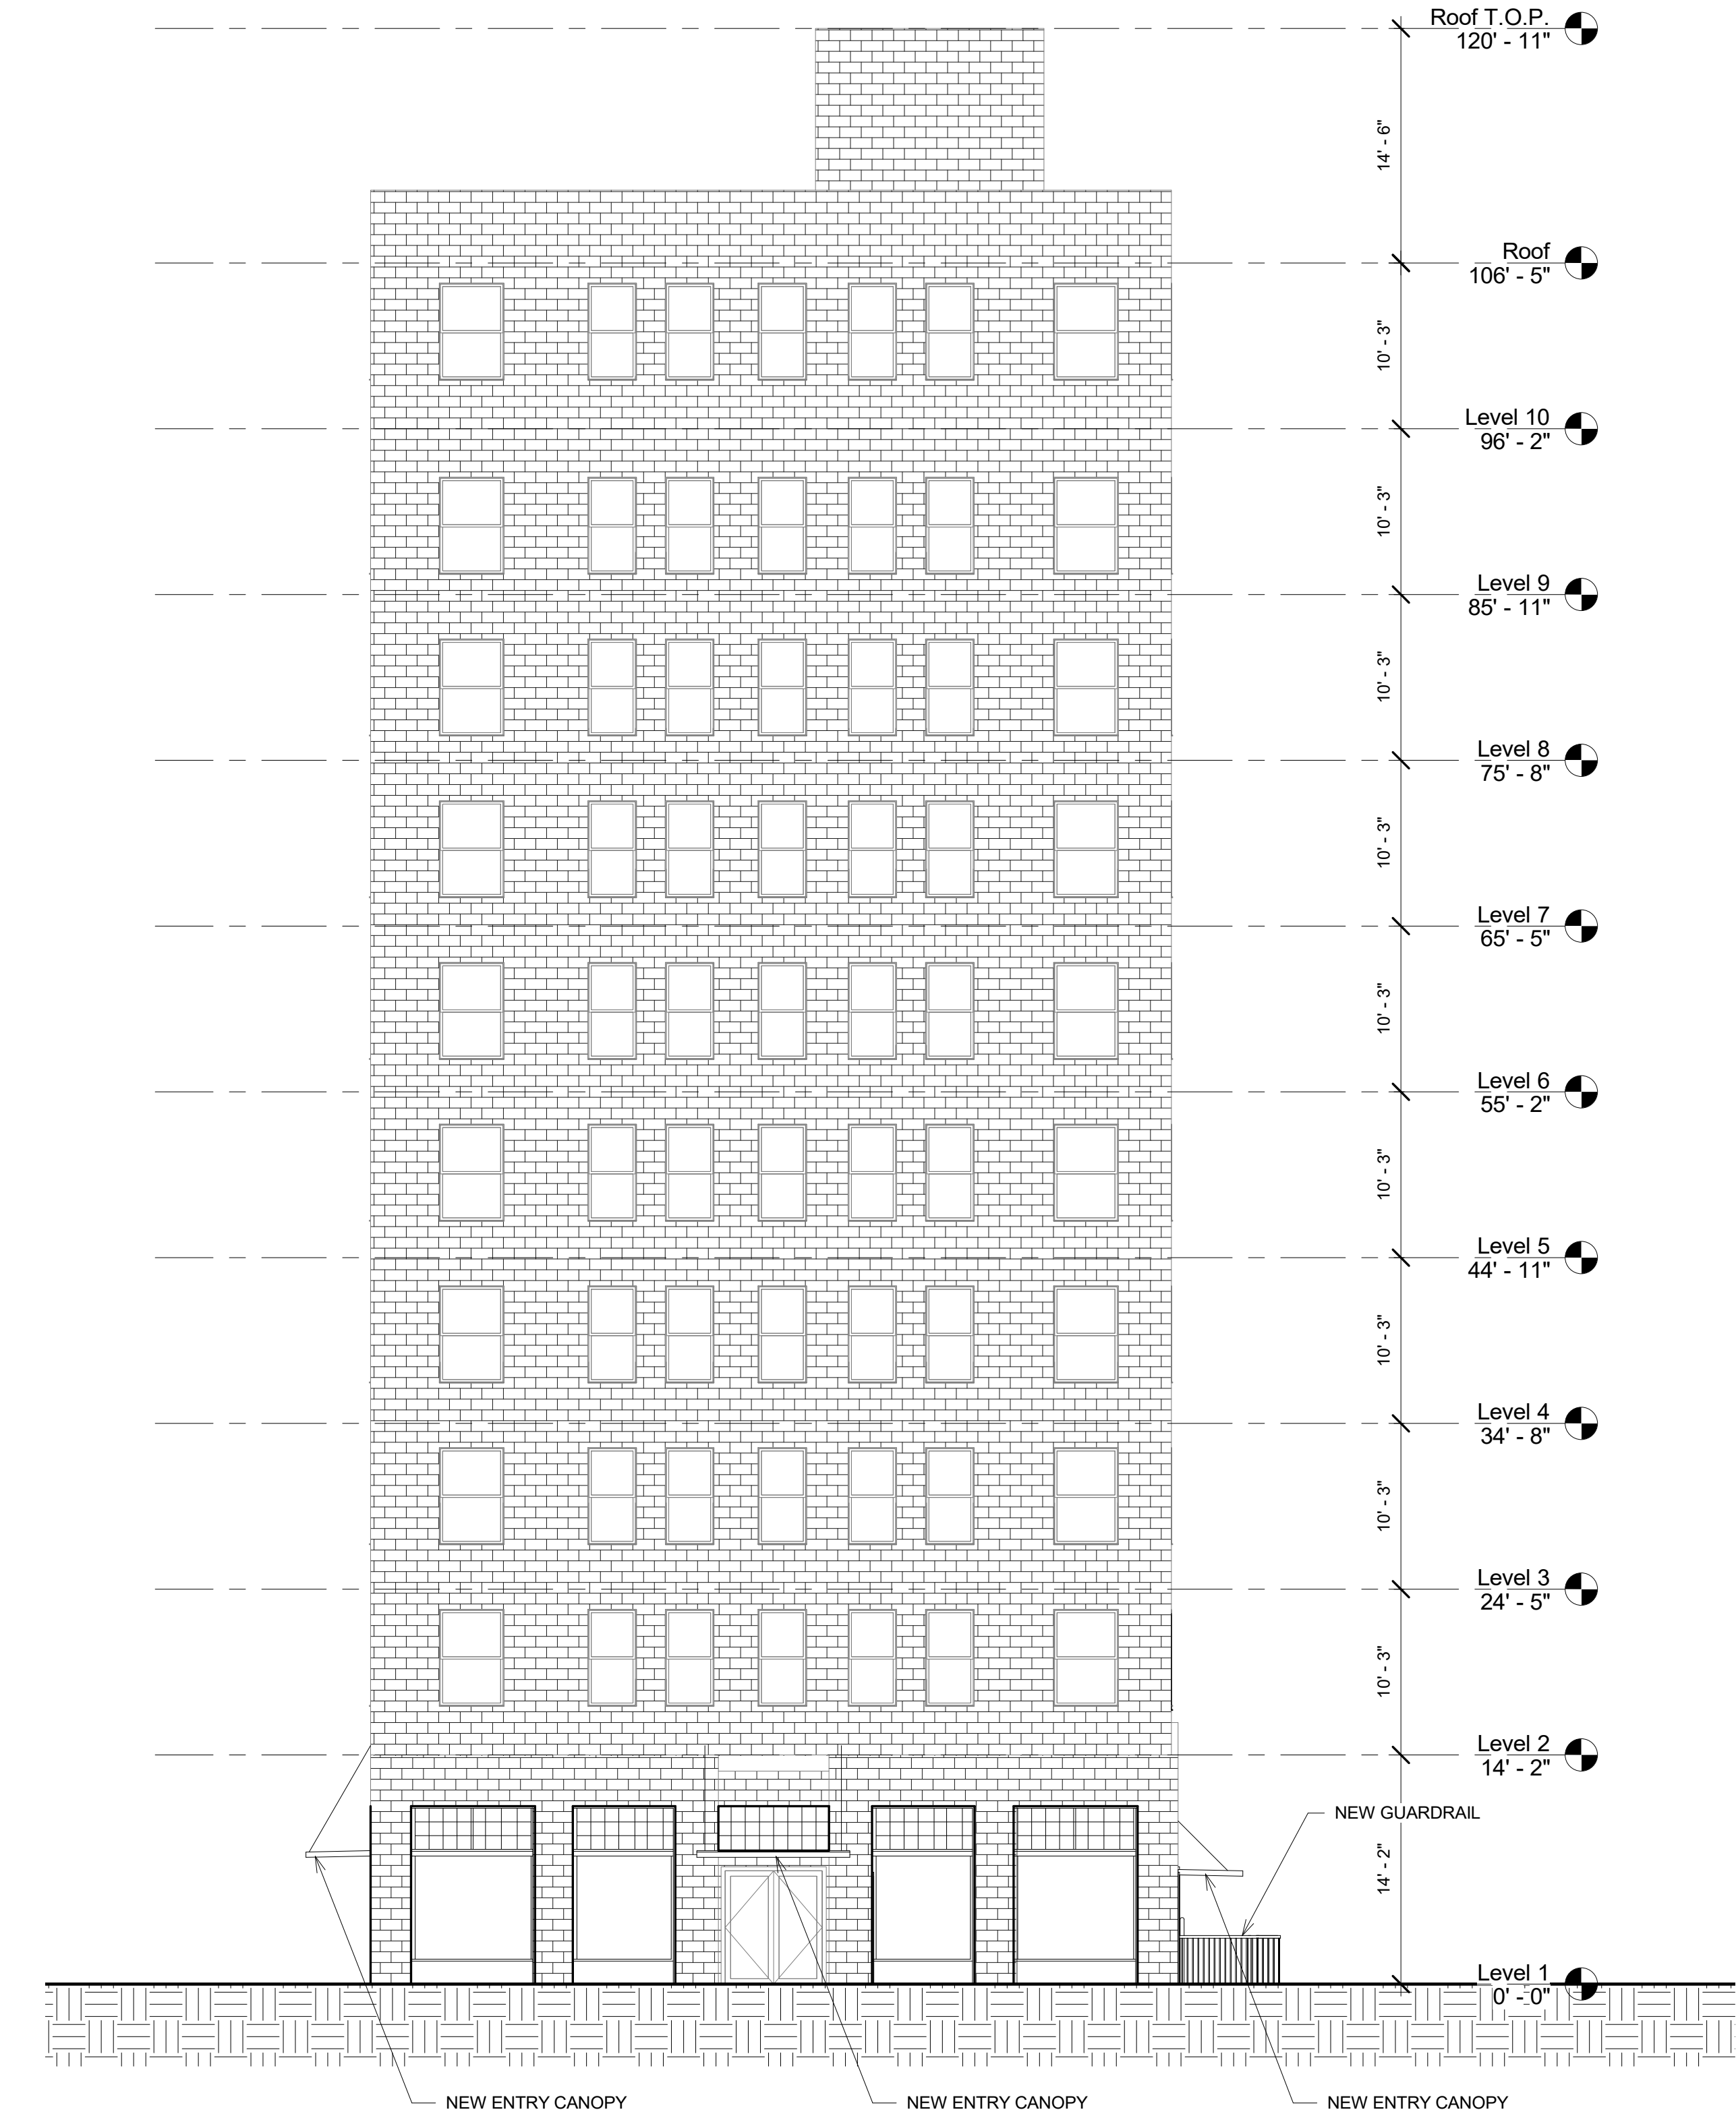 Roof T.O.P.
120' - 11"
14' - 6"
Roof
106' - 5"
10' - 3"
Level 10
96' - 2"
10' - 3"
Level 9
85' - 11"
10' - 3"
Level 8
75' - 8"
10' - 3"
Level 7
65' - 5"
10' - 3"
Level 6
55' - 2"
10' - 3"
Level 5
44' - 11"
10' - 3"
Level 4
34' - 8"
10' - 3"
Level 3
24' - 5"
10' - 3"
Level 2
14' - 2"
NEW GUARDRAIL
14' - 2"
Level 1
0' - 0"
NEW ENTRY CANOPY
NEW ENTRY CANOPY
NEW ENTRY CANOPY